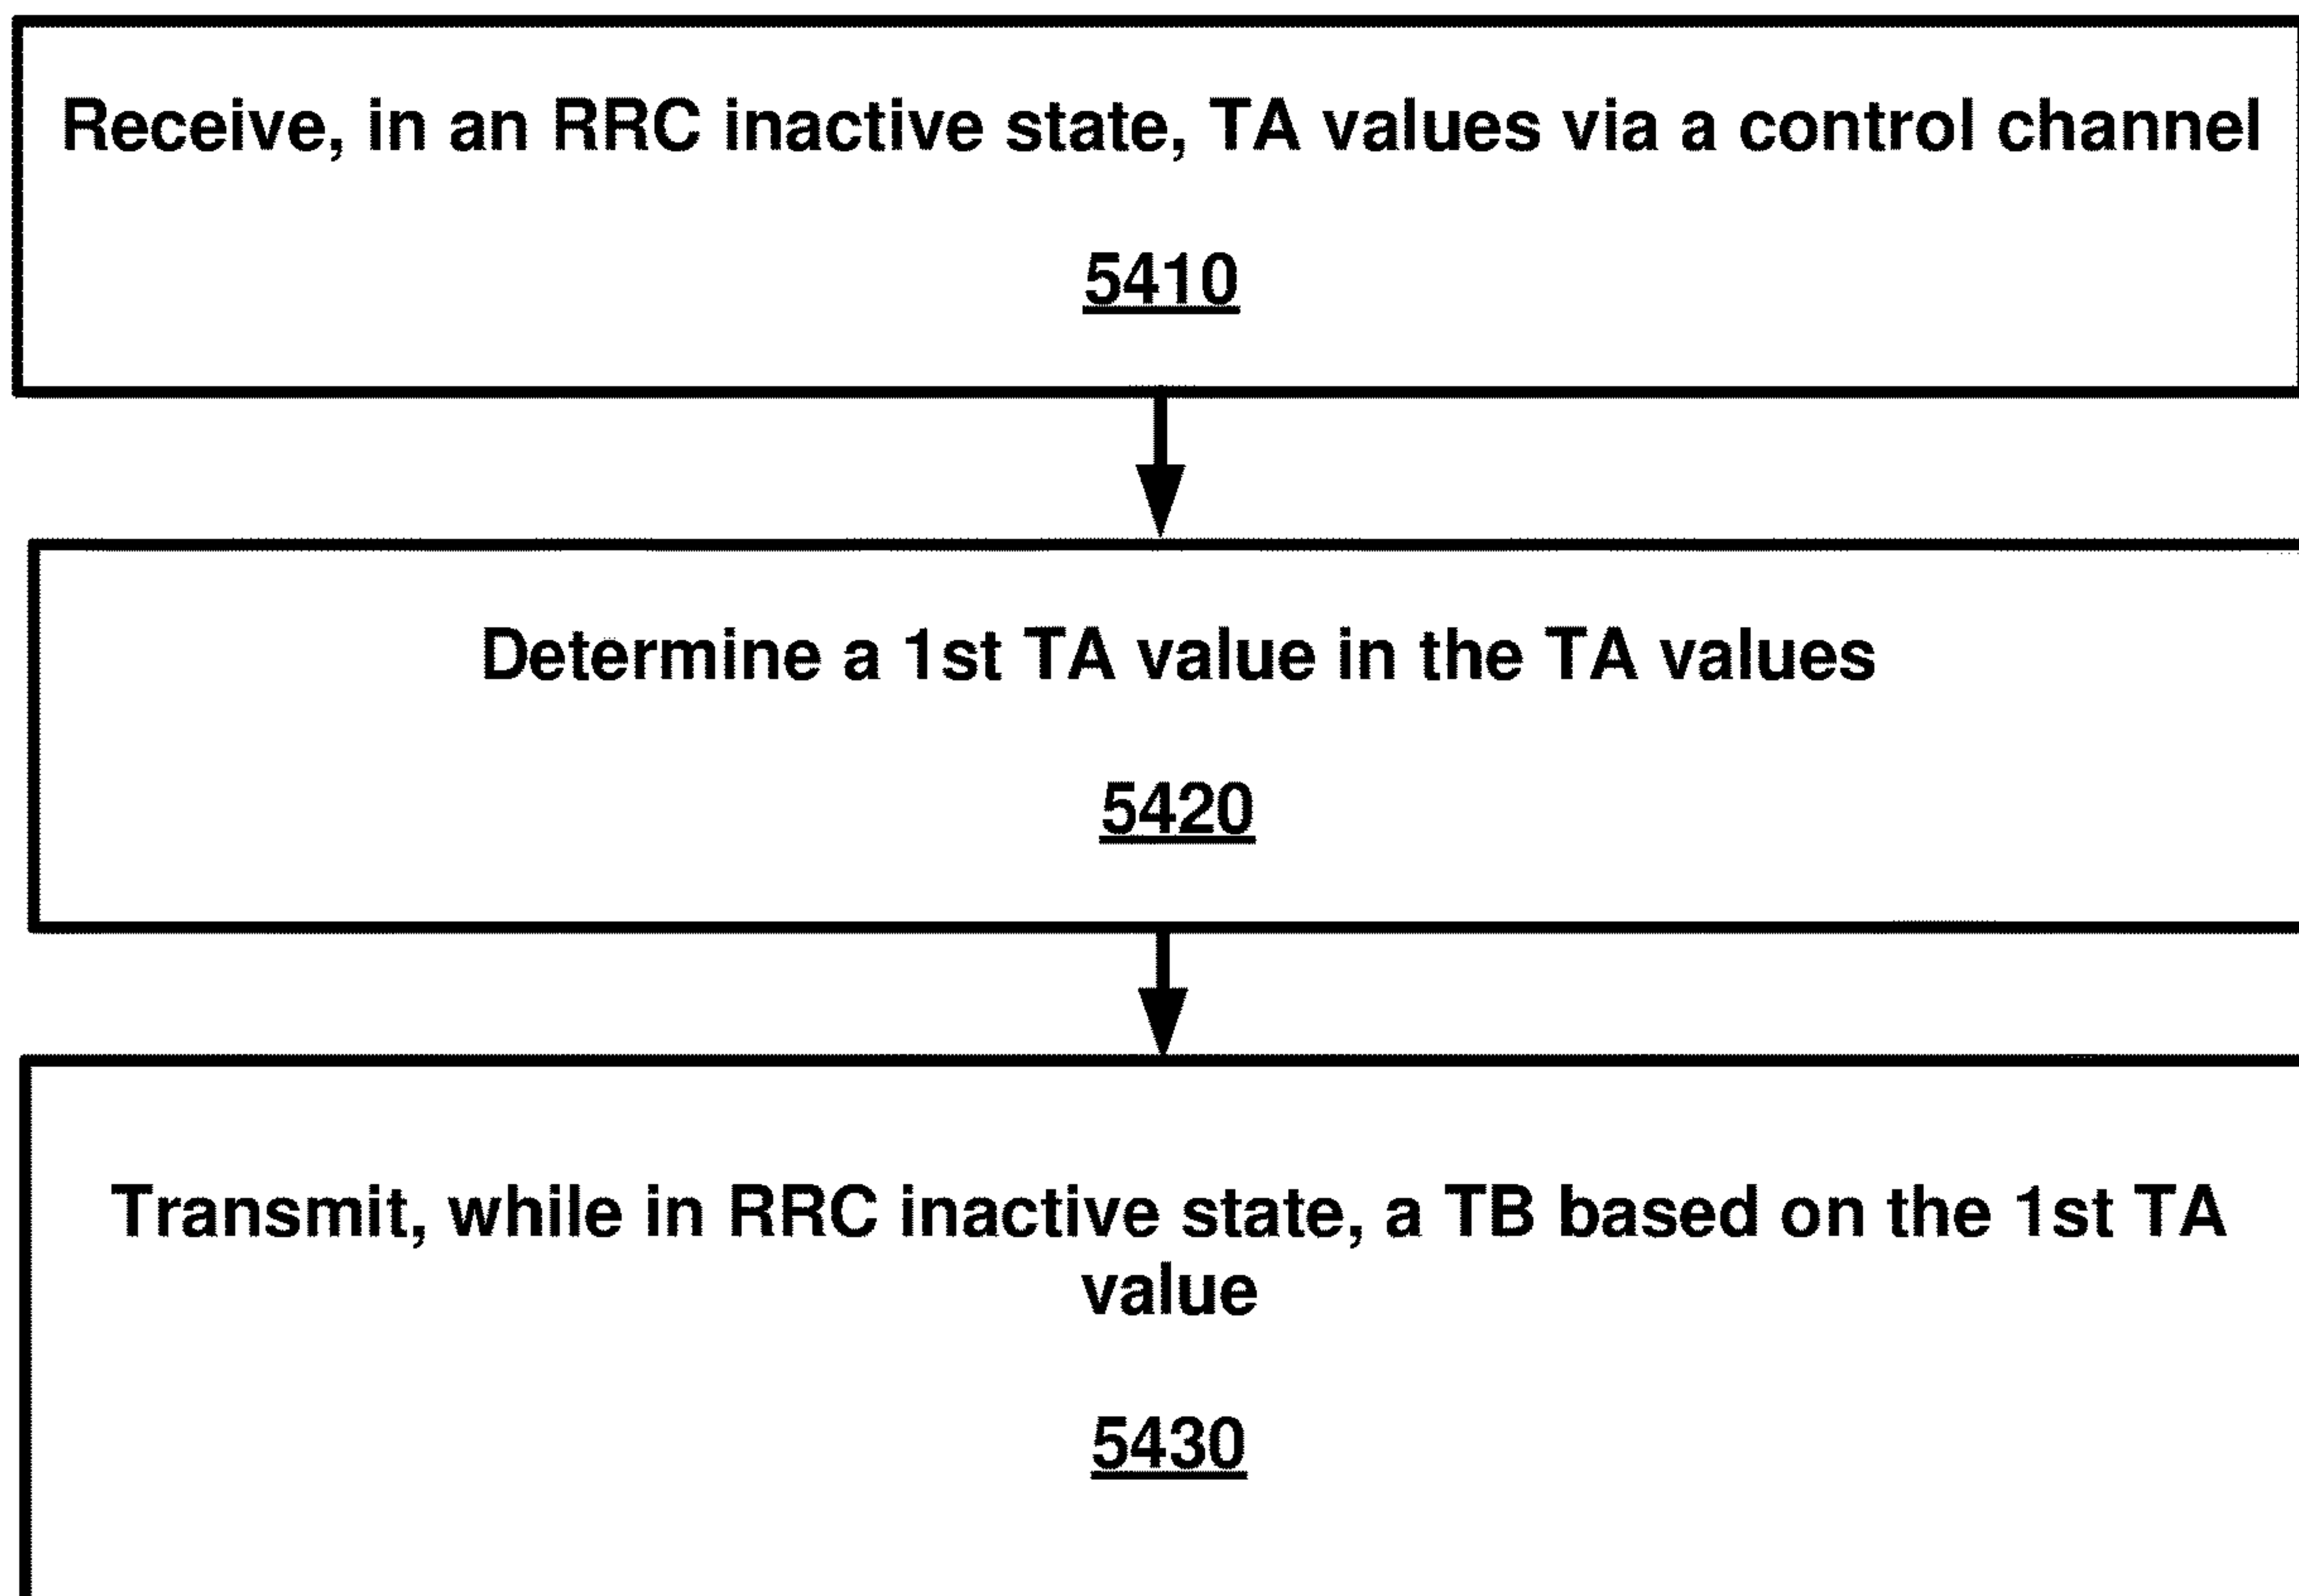 Receive, in an RRC inactive state, TA values via a control channel
5410
Determine a 1st TA value in the TA values
5420
Transmit, while in RRC inactive state, a TB based on the 1st TA
value
5430